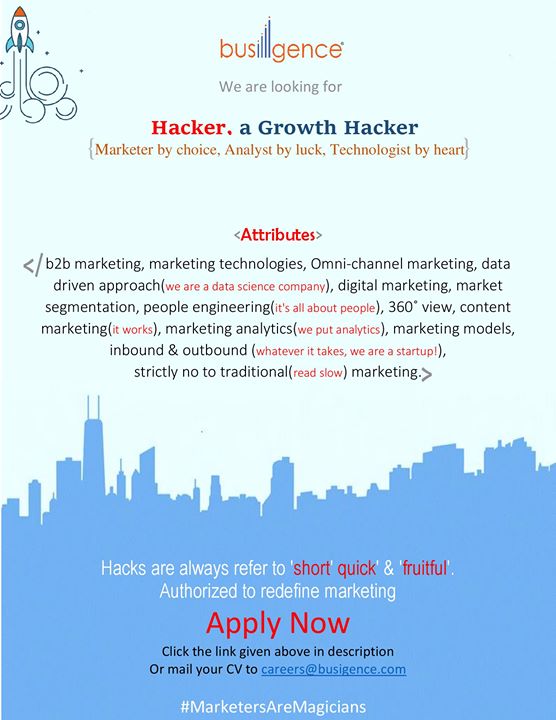 busigence®
We are looking for
Hacker, a Growth Hacker
{Marketer by choice, Analyst by luck, Technologist by heart}
<Attributes>
</b2b marketing, marketing technologies, Omni-channel marketing, data
driven approach(we are a data science company), digital marketing, market
segmentation, people engineering(it's all about people), 360˚ view, content
marketing(it works), marketing analytics(we put analytics), marketing models,
inbound & outbound (whatever it takes, we are a startup!),
strictly no to traditional(read slow) marketing.>
Hacks are always refer to 'short' quick' & 'fruitful'.
Authorized to redefine marketing
Apply Now
Click the link given above in description
Or mail your CV to careers@busigence.com
#MarketersAreMagicians